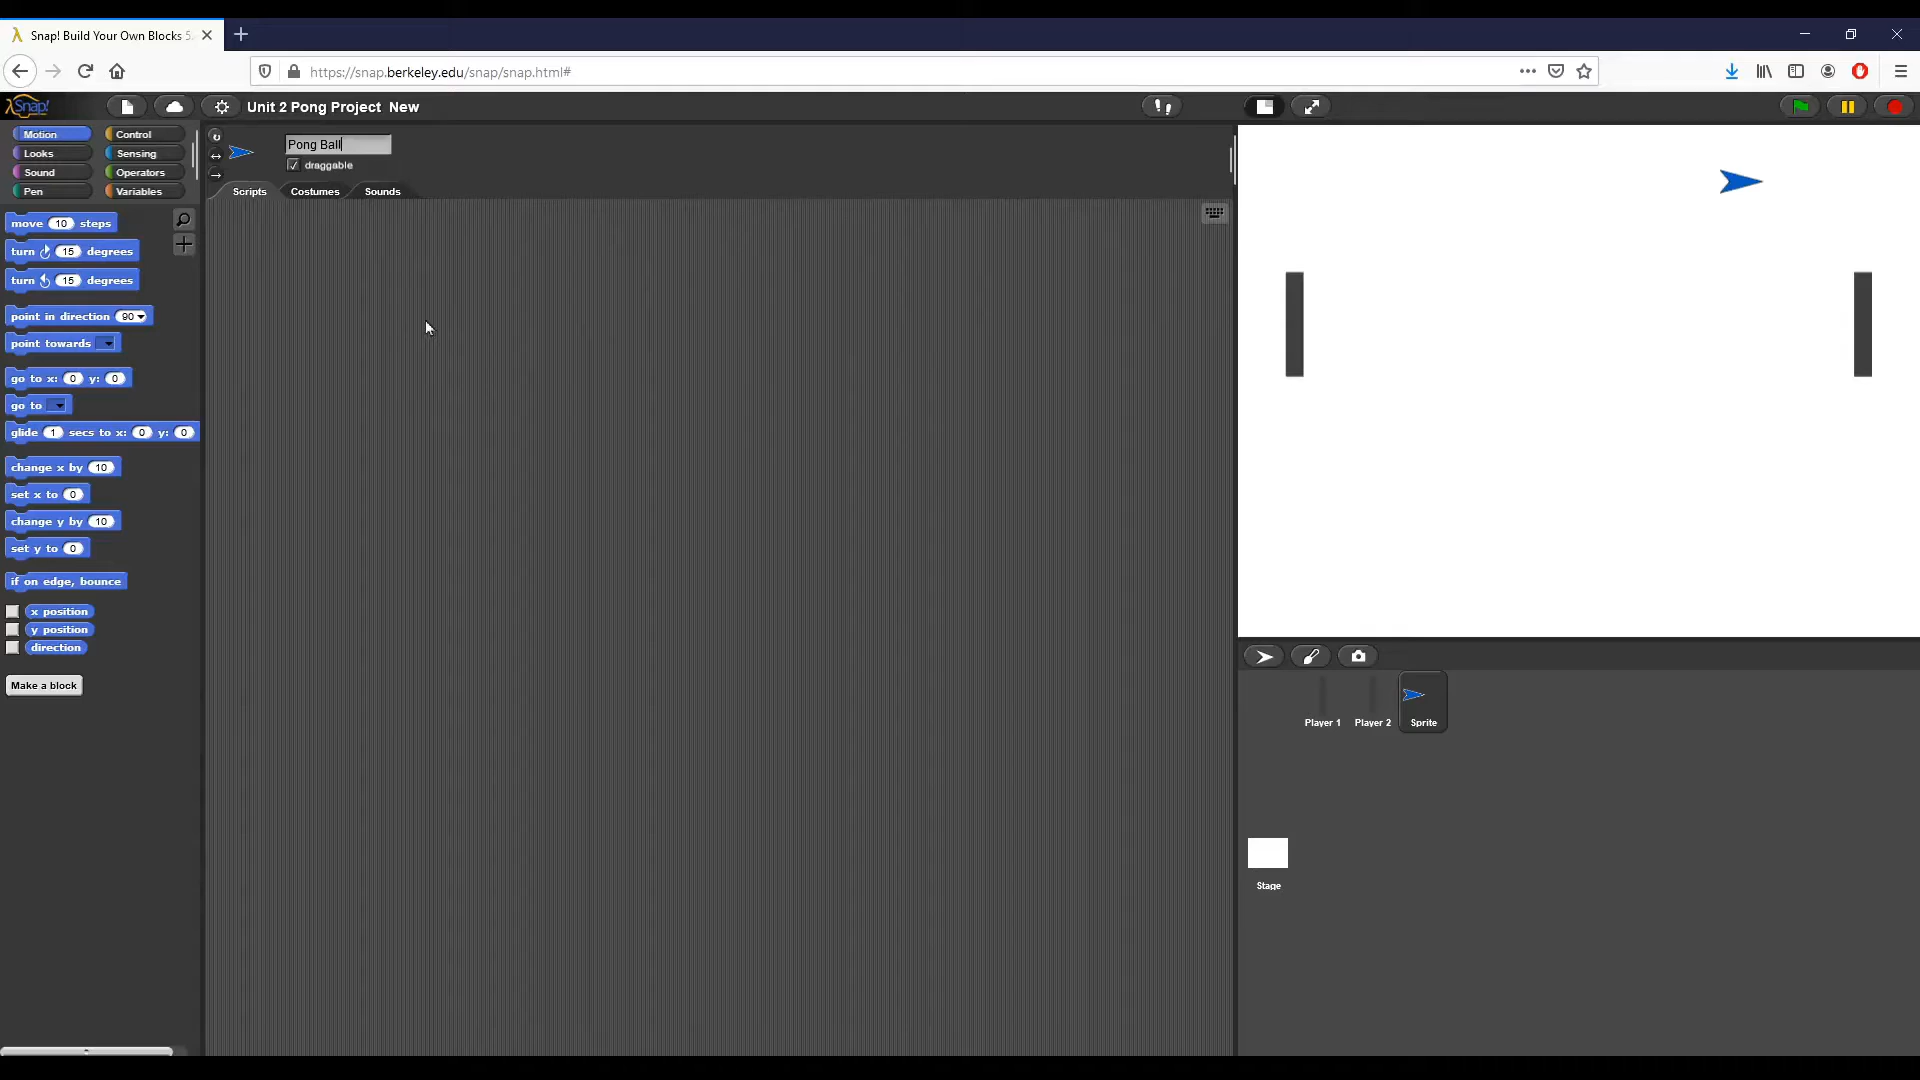 Snap! Build Your Own Blocks 5.
https://snap.berkeley.edu/snap/snap.html#
Snap!
Unit 2 Pong Project  New
Motion
Control
Looks
Sensing
Sound
Operators
Pen
Variables
Pong Ball
draggable
Scripts
Costumes
Sounds
move 10 steps
turn 15 degrees
turn 15 degrees
point in direction 90
point towards
go to x: 0 y: 0
go to
glide 1 secs to x: 0 y: 0
change x by 10
set x to 0
change y by 10
set y to 0
if on edge, bounce
x position
y position
direction
Make a block
Player 1
Player 2
Sprite
Stage